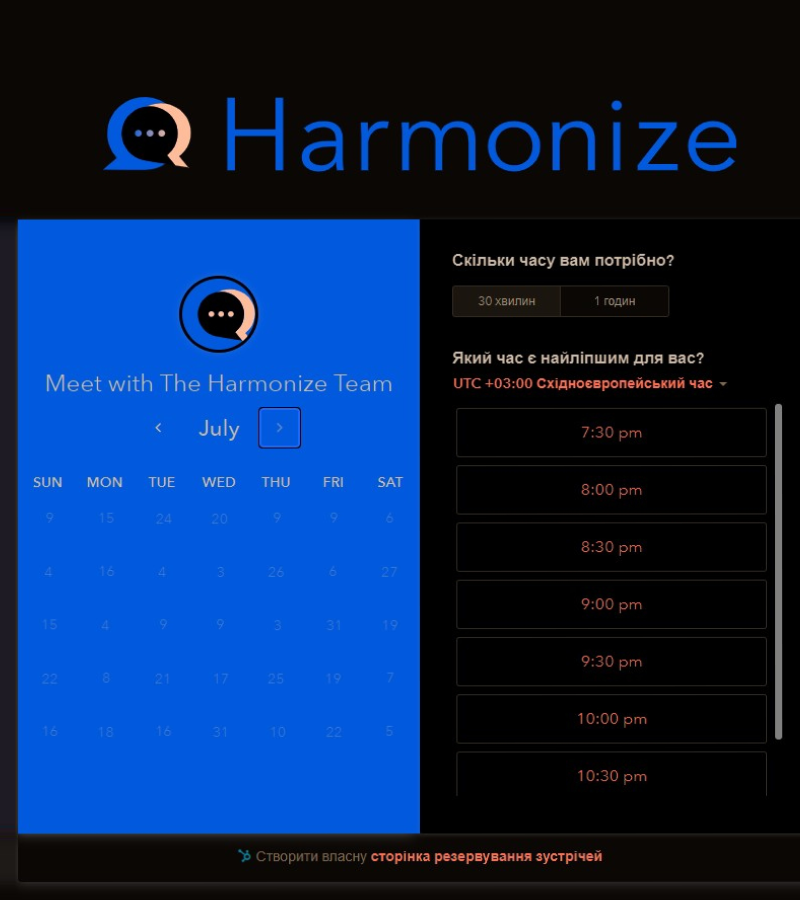 Harmonize
Meet with The Harmonize Team
July
SUN MON TUE WED THU FRI SAT
9 15 24 20 9 9 6
4 16 4 3 26 6 27
15 4 9 9 3 31 19
22 8 21 17 25 19 7
16 18 16 31 10 22 5
Скільки часу вам потрібно?
30 хвилин 1 годин
Який час є найліпшим для вас?
UTC +03:00 Східноєвропейський час
7:30 pm
8:00 pm
8:30 pm
9:00 pm
9:30 pm
10:00 pm
10:30 pm
Створити власну сторінка резервування зустрічей